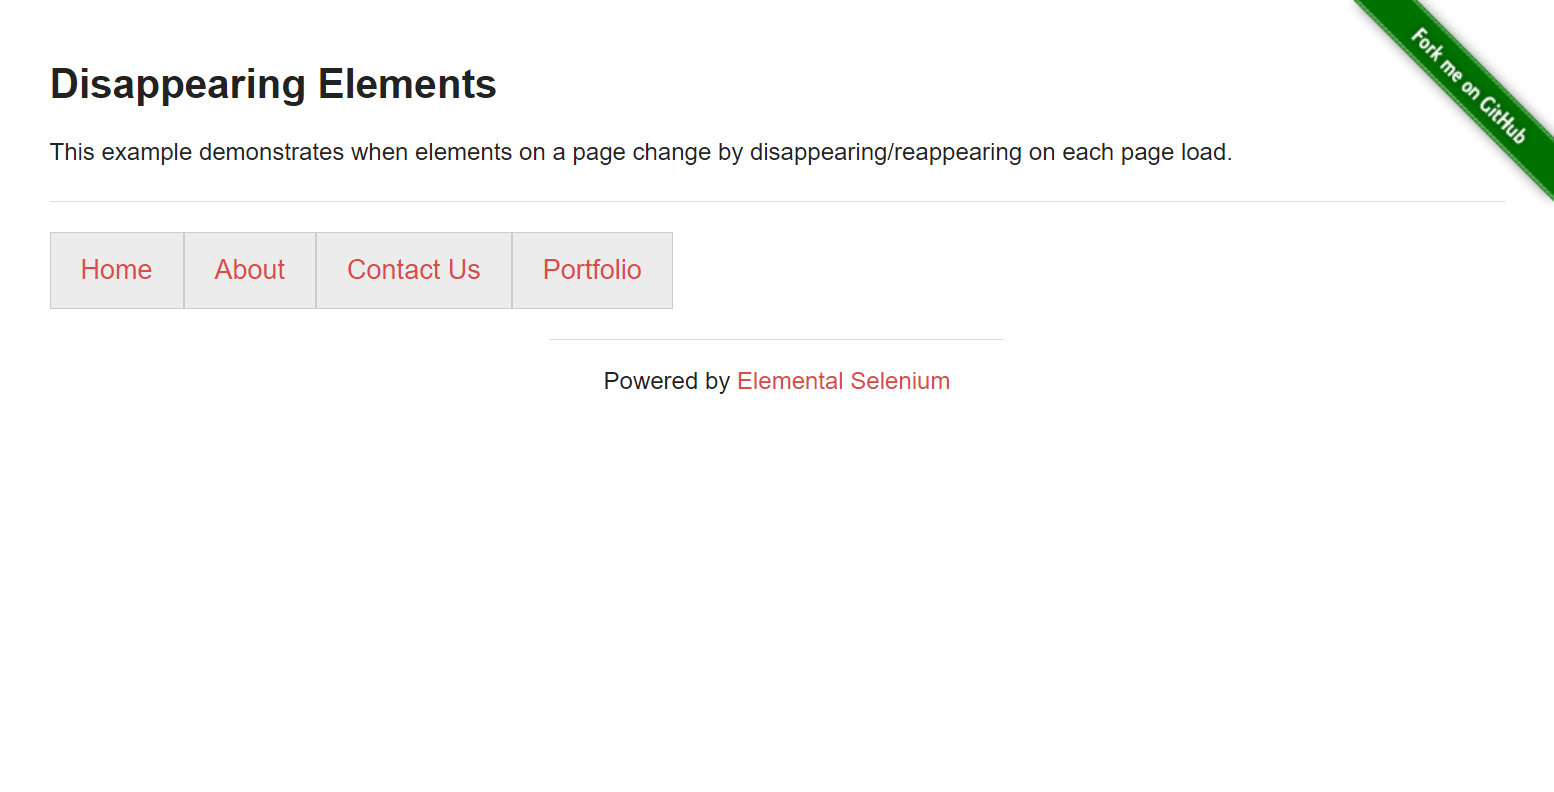 Fork me on GitHub
Disappearing Elements
This example demonstrates when elements on a page change by disappearing/reappearing on each page load.
Home About Contact Us Portfolio
Powered by Elemental Selenium